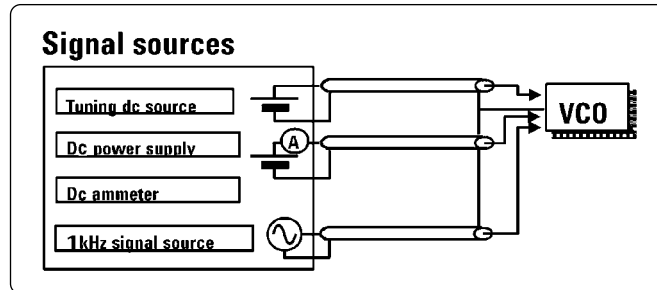 Signal sources
Tuning dc source
Dc power supply
A
Dc ammeter
1kHz signal source
VCO